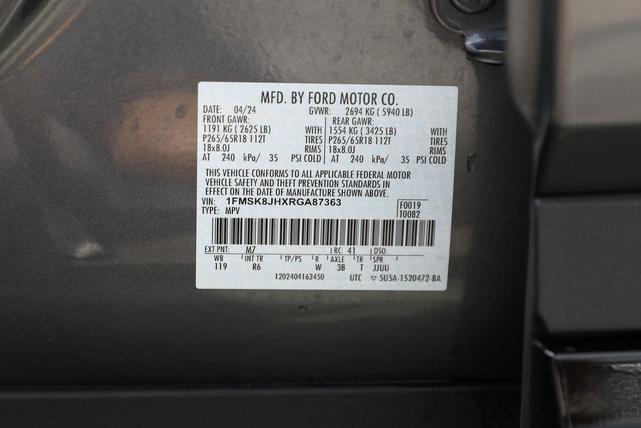 MFD. BY FORD MOTOR CO.
DATE: 04/24 GVWR: 2694 KG ( 5940 LB)
FRONT GAWR: REAR GAWR:
1191 KG ( 2625 LB) WITH 1554 KG ( 3425 LB) WITH
P265/65R18 112T TIRES P265/65R18 112T TIRES
18x8.0J RIMS 18x8.0J RIMS
AT 240 kPa/ 35 PSI COLD AT 240 kPa/ 35 PSI COLD
THIS VEHICLE CONFORMS TO ALL APPLICABLE FEDERAL MOTOR
VEHICLE SAFETY AND THEFT PREVENTION STANDARDS IN
EFFECT ON THE DATE OF MANUFACTURE SHOWN ABOVE.
VIN: 1FMSK8JHXRGA87363 F0019
TYPE: MPV T0082
EXT PNT: M7 RC: 41 DSO:
WB INT TR TP/PS R AXLE TR SPR
119 R6 W 3B T JJUU
1202404163450 UTC ▽ 5U5A-1520472-BA